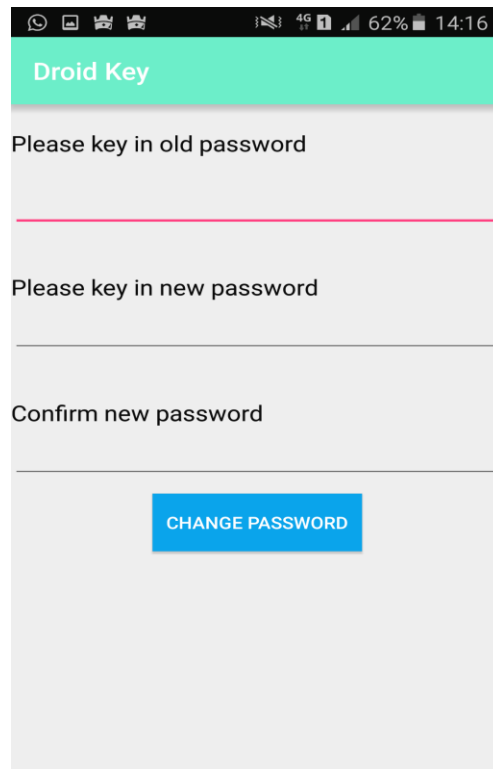 4G 1 62% 14:16
Droid Key
Please key in old password
Please key in new password
Confirm new password
CHANGE PASSWORD